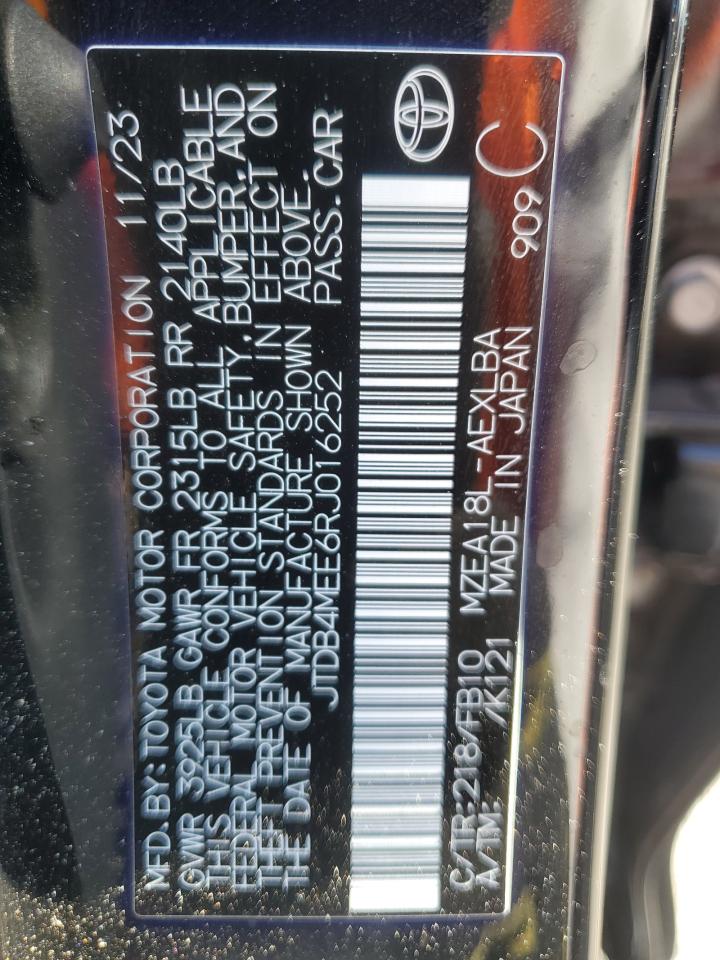 MFD.BY:TOYOTA MOTOR CORPORATION 11/23
GVWR 3925LB GAWR FR 2315LB RR 2140LB
THIS VEHICLE CONFORMS TO ALL APPLICABLE
FEDERAL MOTOR VEHICLE SAFETY,BUMPER,AND
THEFT PREVENTION STANDARDS IN EFFECT ON
THE DATE OF MANUFACTURE SHOWN ABOVE.
JTDB4MEE6RJ016252 PASS.CAR
C/TR:218/FB10 MZEA18L-AEXLBA
A/TM: /K121 MADE IN JAPAN
909 C